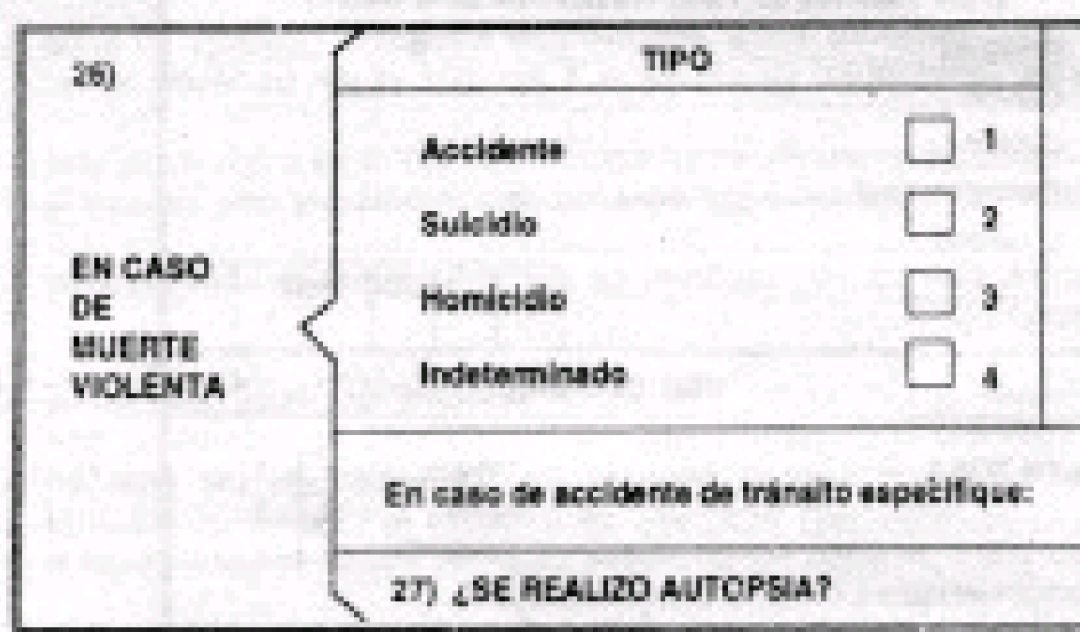 26)
EN CASO
DE
MUERTE
VIOLENTA
TIPO
Accidente 1
Suicidio 2
Homicidio 3
Indeterminado 4
En caso de accidente de tránsito especifique:
27) ¿SE REALIZO AUTOPSIA?